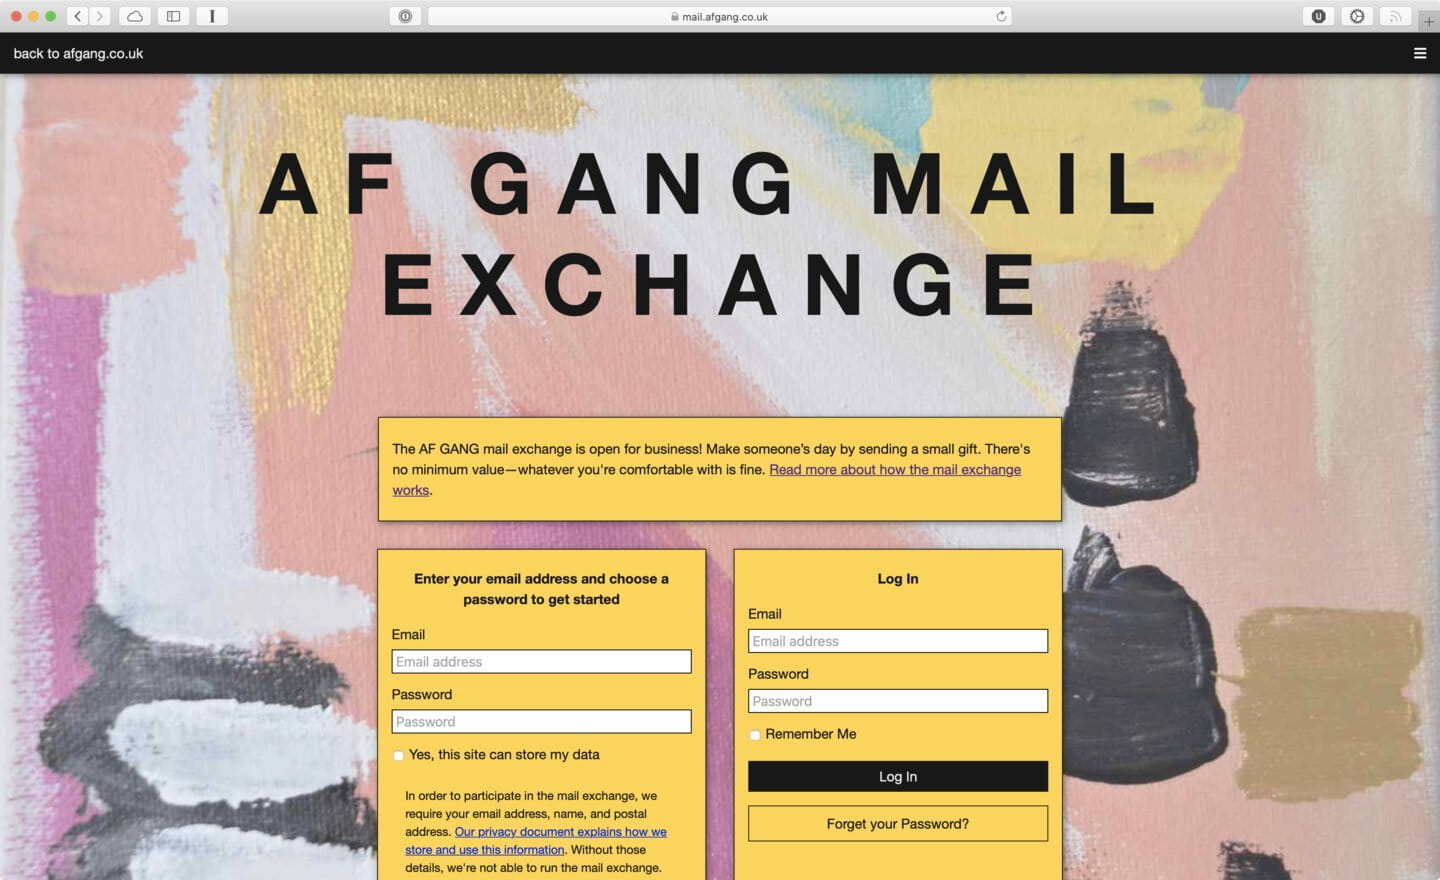 mail.afgang.co.uk
back to afgang.co.uk
AF GANG MAIL
EXCHANGE
The AF GANG mail exchange is open for business! Make someone's day by sending a small gift. There's
no minimum value—whatever you're comfortable with is fine. Read more about how the mail exchange
works.
Enter your email address and choose a
password to get started
Email
Email address
Password
Password
Yes, this site can store my data
In order to participate in the mail exchange, we
require your email address, name, and postal
address. Our privacy document explains how we
store and use this information. Without those
details, we're not able to run the mail exchange.
Log In
Email
Email address
Password
Password
Remember Me
Log In
Forget your Password?